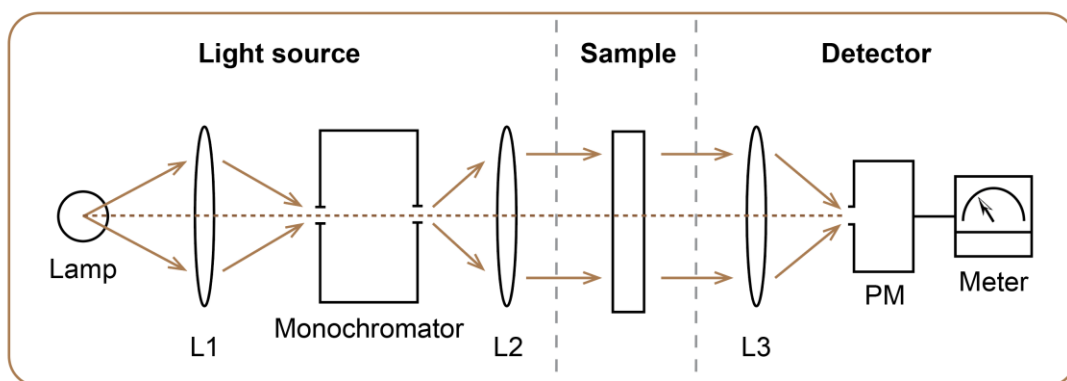 Light source
Sample
Detector
Lamp
L1
Monochromator
L2
L3
PM
Meter